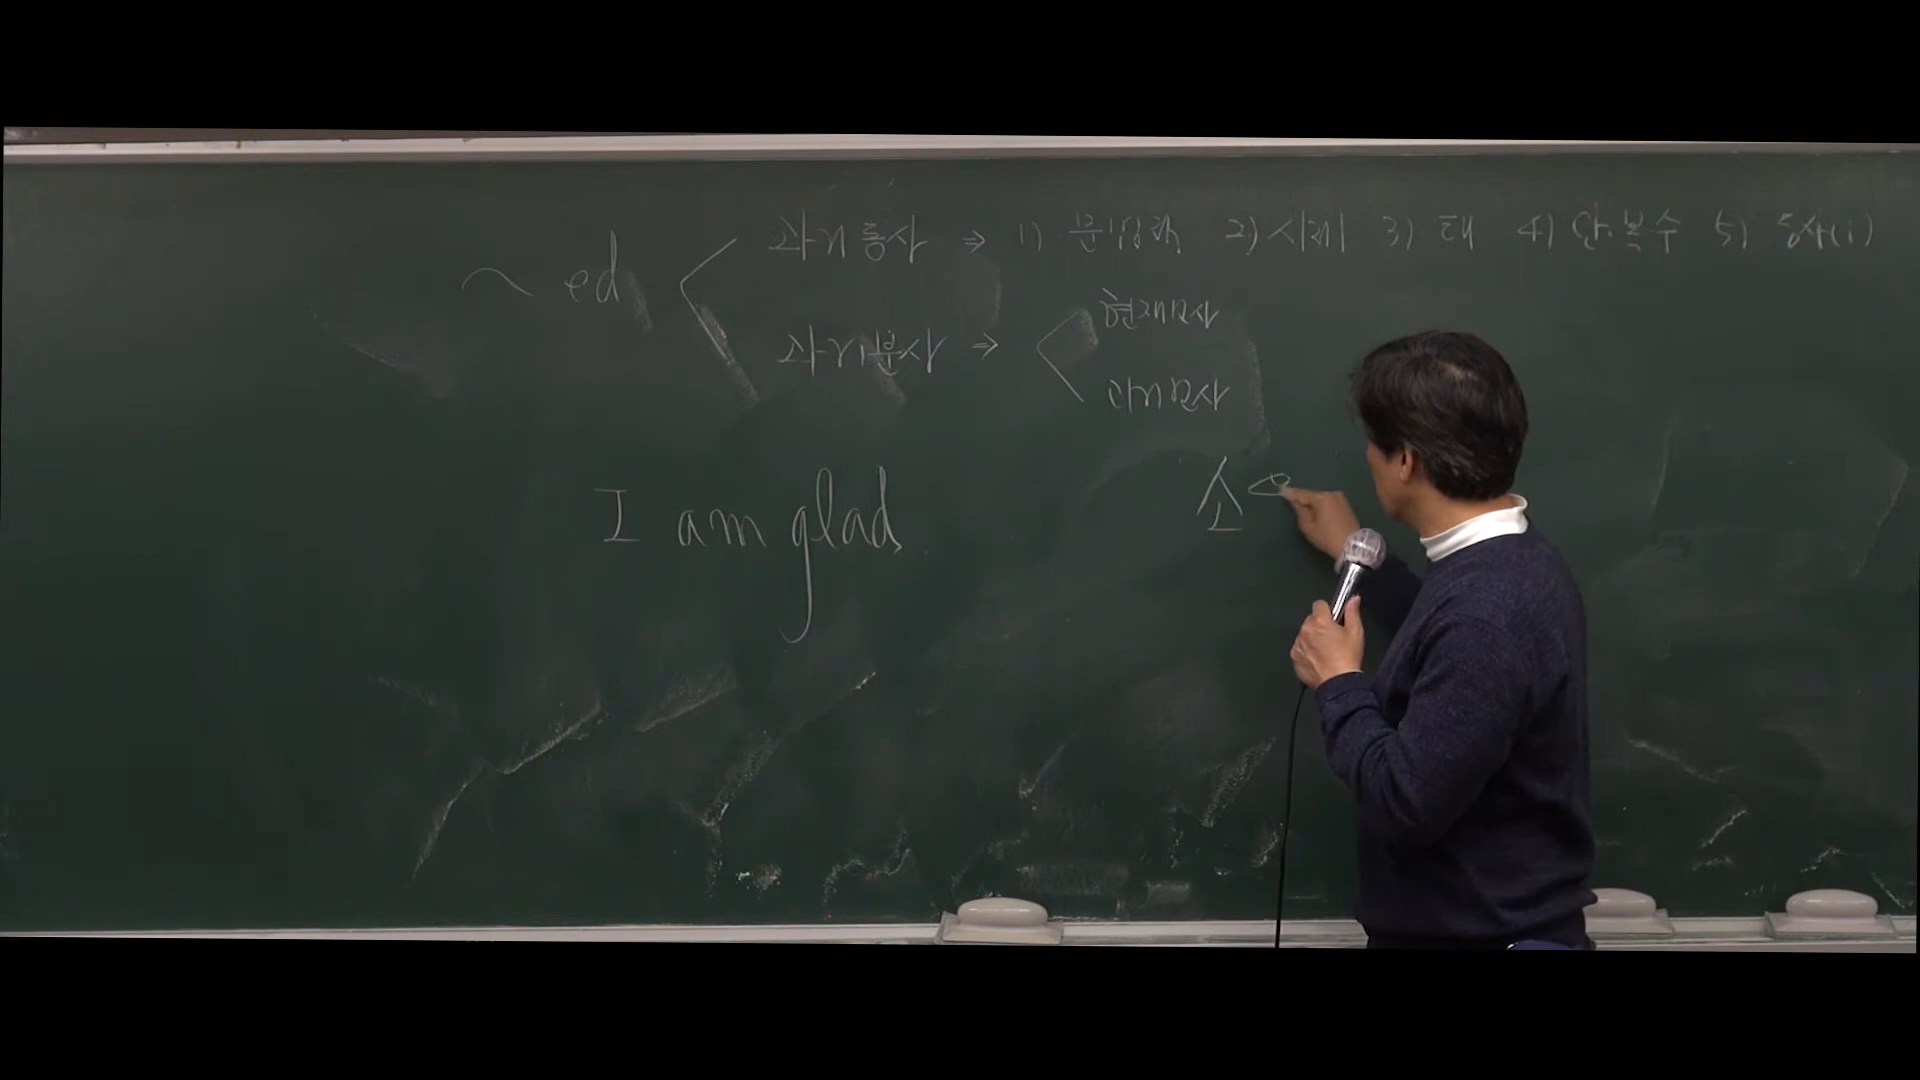 ~ ed
과거동사 ⇒ 1) 문법적 2) 시제 3) 태 4) 단·복수 5) 동사(1)
과거분사 ⇒
현재분사
과거분사
I am glad
소